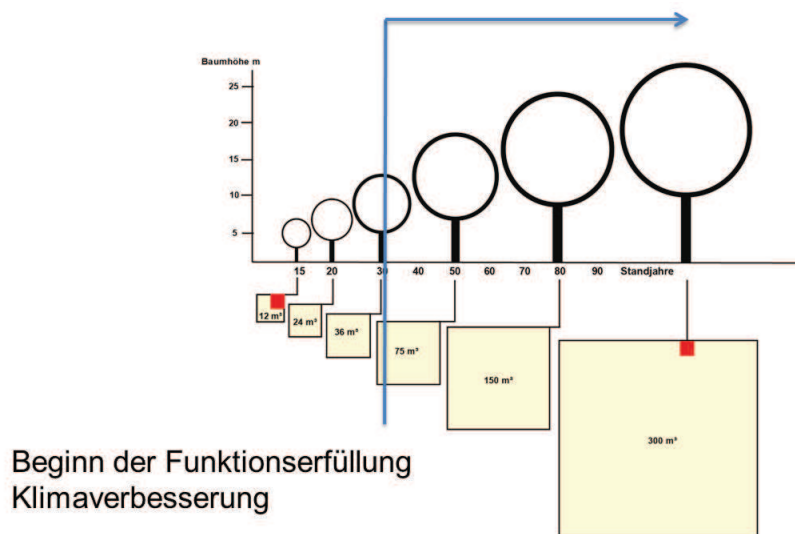 Baumhöhe m
25
20
15
10
5
15 20 30 40 50 60 70 80 90 Standjahre
12 m³
24 m³
36 m³
75 m³
150 m³
300 m³
Beginn der Funktionserfüllung
Klimaverbesserung